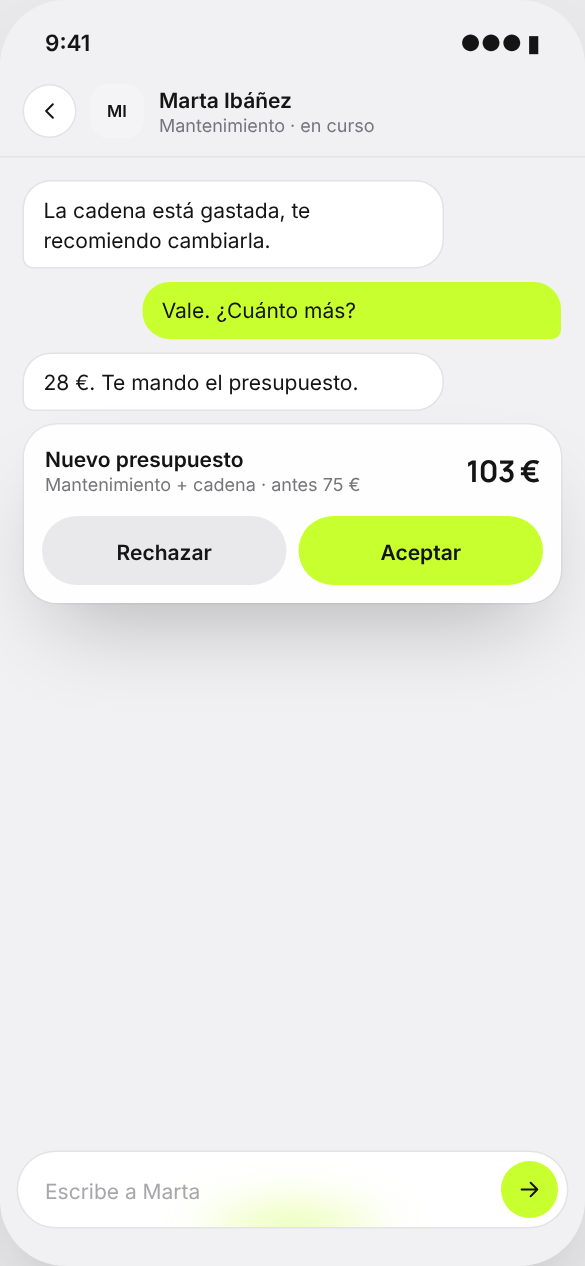 9:41
MI
Marta Ibáñez
Mantenimiento · en curso
La cadena está gastada, te
recomiendo cambiarla.
Vale. ¿Cuánto más?
28 €. Te mando el presupuesto.
Nuevo presupuesto
103 €
Mantenimiento + cadena · antes 75 €
Rechazar
Aceptar
Escribe a Marta